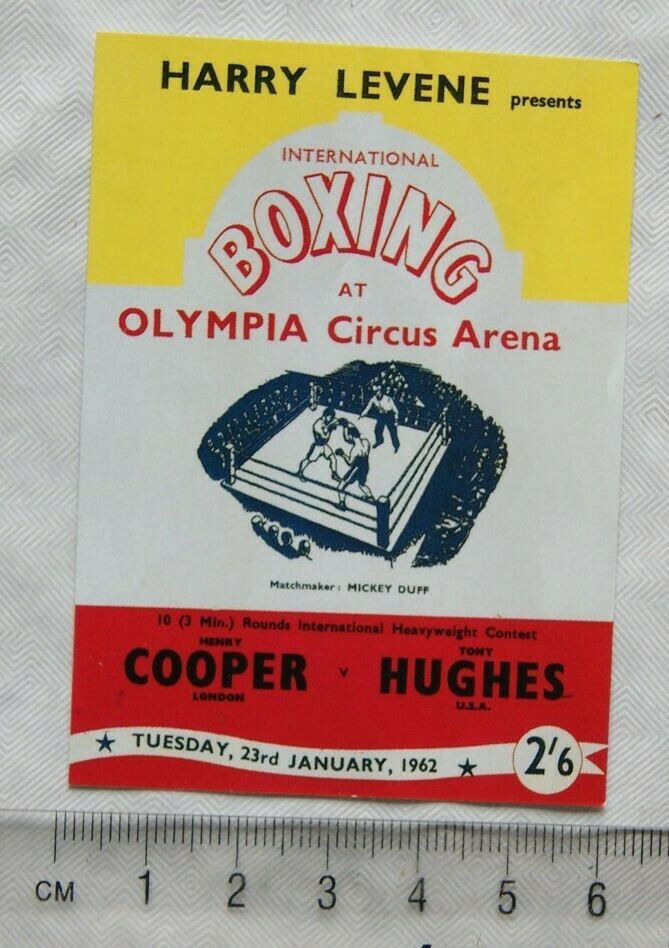 HARRY LEVENE presents
INTERNATIONAL
BOXING
AT
OLYMPIA Circus Arena
Matchmaker: MICKEY DUFF
10 (3 Min.) Rounds International Heavyweight Contest
HENRY TONY
COOPER v HUGHES
LONDON U.S.A.
★ TUESDAY, 23rd JANUARY, 1962 ★ 2'6
CM 1 2 3 4 5 6